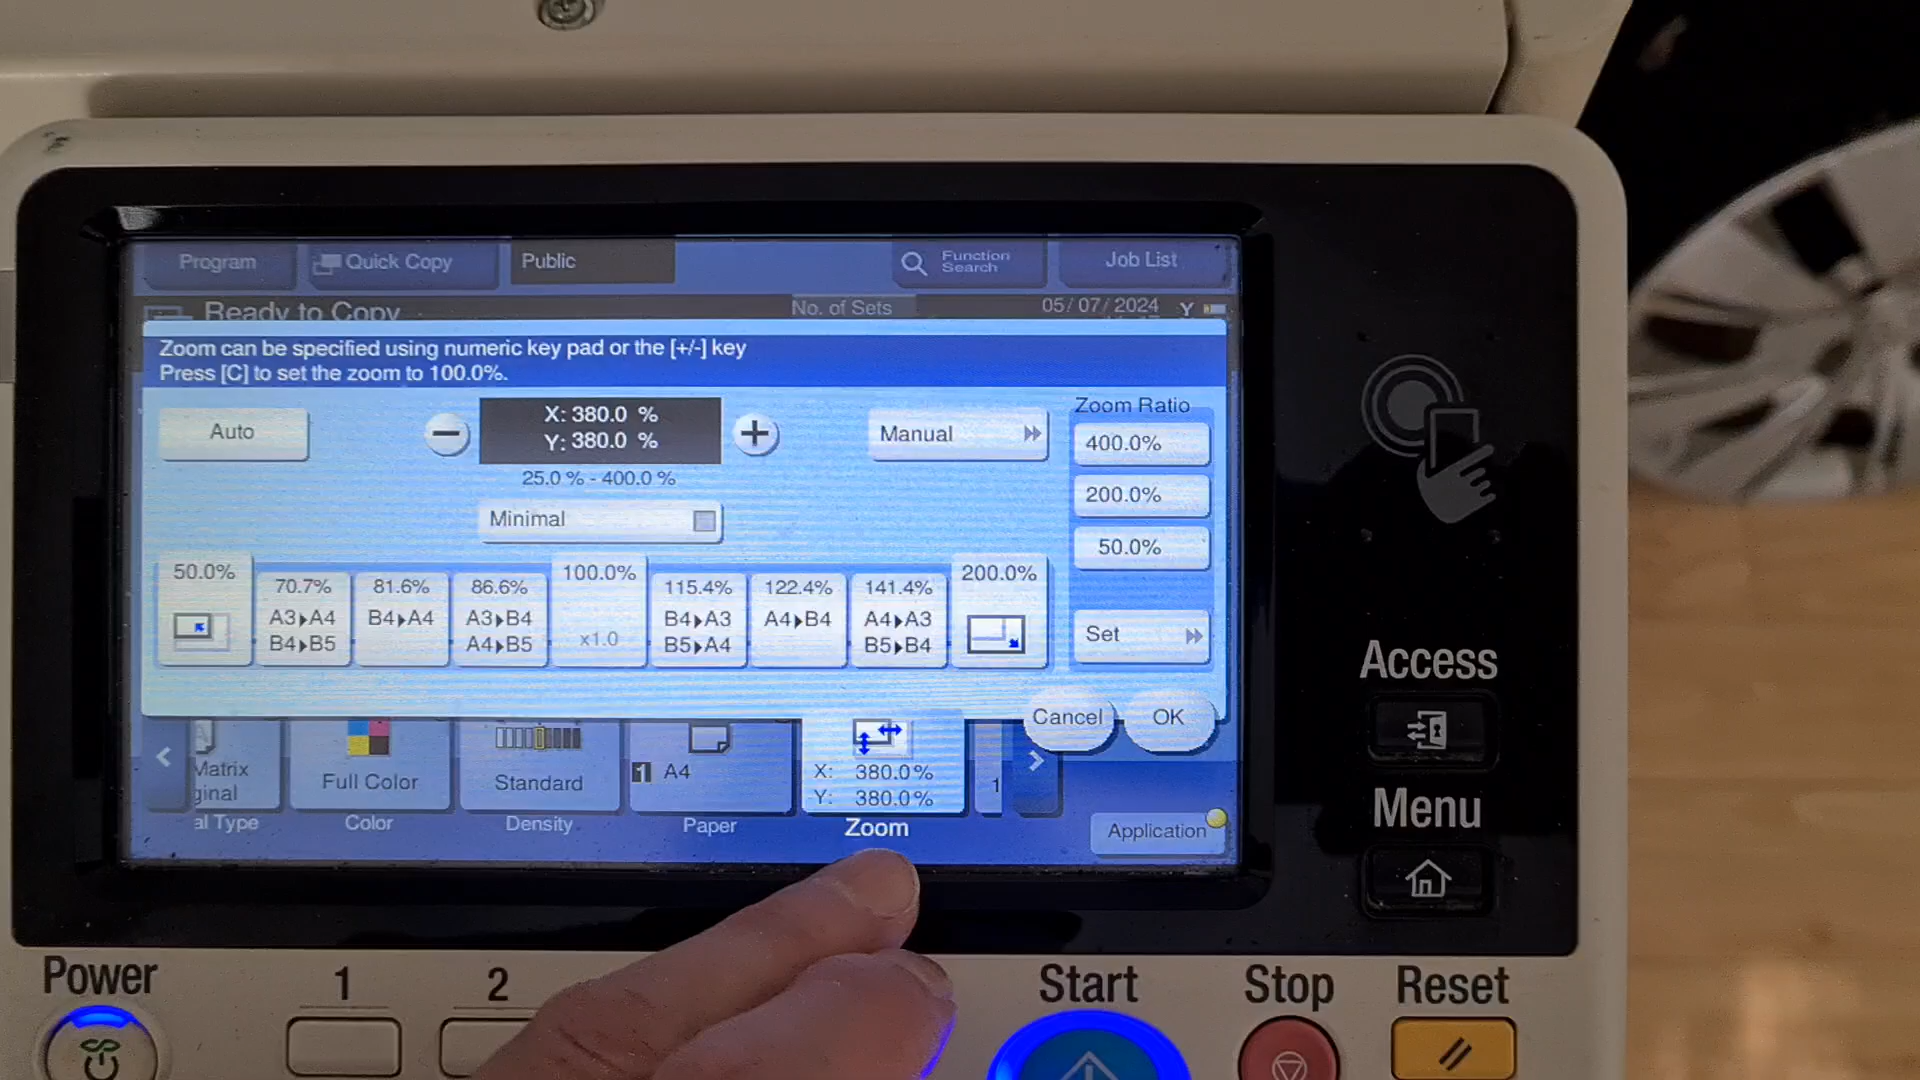 Program
Quick Copy
Public
Function
Search
Job List
Ready to Copy
No. of Sets
05/07/2024
Y
Zoom can be specified using numeric key pad or the [+/-] key
Press [C] to set the zoom to 100.0%.
Auto
−
X: 380.0 %
Y: 380.0 %
+
25.0 % - 400.0 %
Minimal
Manual
Zoom Ratio
400.0%
200.0%
50.0%
Set
50.0%
70.7%
A3▸A4
B4▸B5
81.6%
B4▸A4
86.6%
A3▸B4
A4▸B5
100.0%
x1.0
115.4%
B4▸A3
B5▸A4
122.4%
A4▸B4
141.4%
A4▸A3
B5▸B4
200.0%
Cancel
OK
Matrix
ginal
al Type
Full Color
Color
Standard
Density
1 A4
Paper
X: 380.0%
Y: 380.0%
Zoom
1
Application
Access
Menu
Power
1
2
Start
Stop
Reset